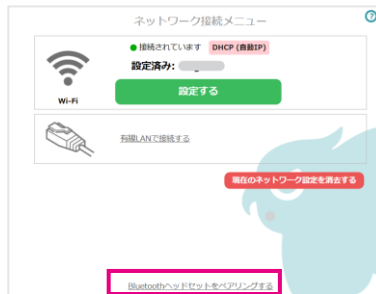 ネットワーク接続メニュー
?
接続されています DHCP (自動IP)
設定済み:
設定する
Wi-Fi
有線LANで接続する
現在のネットワーク設定を消去する
Bluetoothヘッドセットをペアリングする